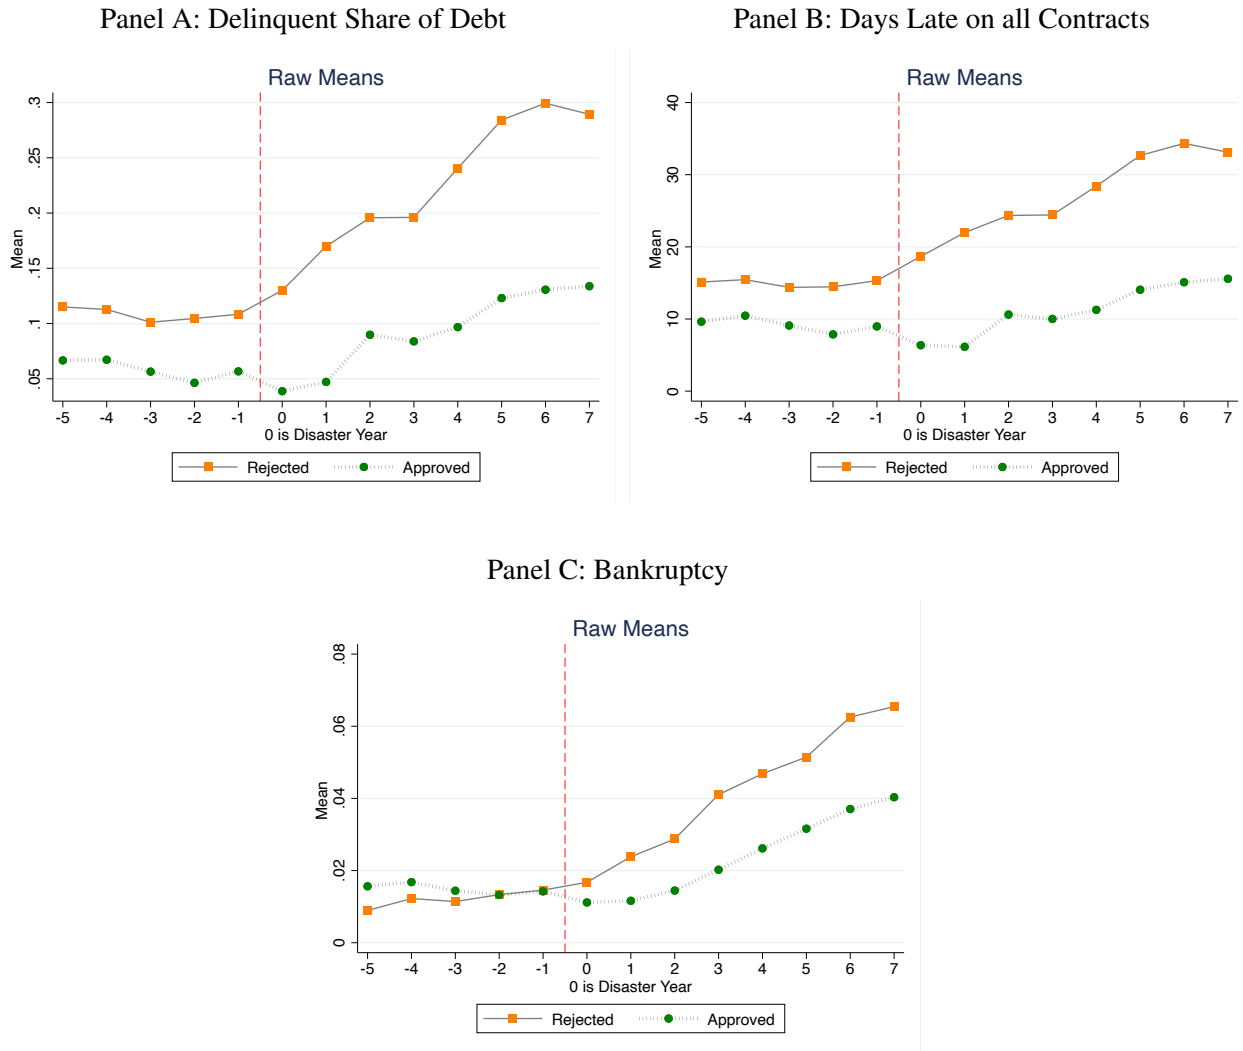 Panel A: Delinquent Share of Debt
Raw Means
Mean
.3
.25
.2
.15
.1
.05
-5 -4 -3 -2 -1 0 1 2 3 4 5 6 7
0 is Disaster Year
Rejected Approved
Panel B: Days Late on all Contracts
Raw Means
Mean
40
30
20
10
0
-5 -4 -3 -2 -1 0 1 2 3 4 5 6 7
0 is Disaster Year
Rejected Approved
Panel C: Bankruptcy
Raw Means
Mean
.08
.06
.04
.02
0
-5 -4 -3 -2 -1 0 1 2 3 4 5 6 7
0 is Disaster Year
Rejected Approved